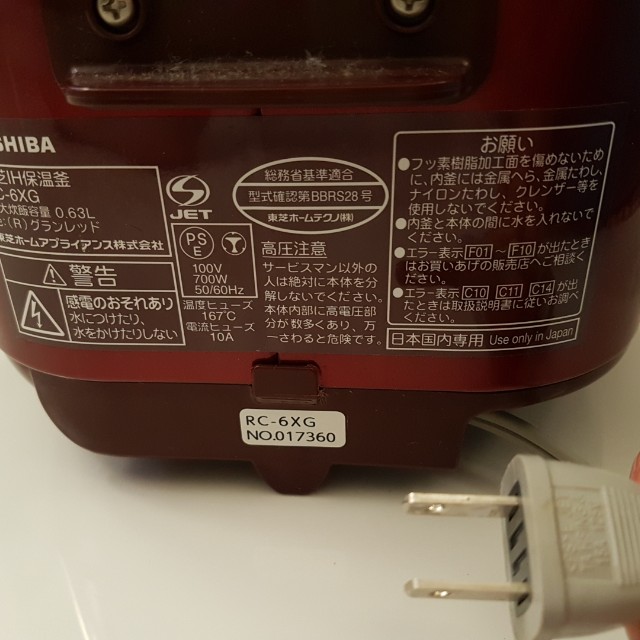 SHIBA
芝IH保温釜
C-6XG
大炊飯容量 0.63L
(R)グランレッド
東芝ホームアプライアンス株式会社
警告
感電のおそれあり
水につけたり、
水をかけたりしない
JET
PS
E
100V
700W
50/60Hz
温度ヒューズ
167℃
電流ヒューズ
10A
総務省基準適合
型式確認第BBRS28号
東芝ホームテクノ(株)
高圧注意
サービスマン以外の
人は絶対に本体を分
解しないでください。
本体内部に高電圧部
分が数多くあり、万
一さわると危険です。
お願い
●フッ素樹脂加工面を傷めないため
に、内釜には金属へら、金属たわし、
ナイロンたわし、クレンザー等を
使用しないでください。
●内釜と本体の間に水を入れないで
ください。
●エラー表示 F01 ~ F10 が出たとき
はお買いあげの販売店へご相談く
ださい。
●エラー表示 C10 C11 C14 が出
たときは取扱説明書に従いお調べ
ください。
日本国内専用 Use only in Japan
RC-6XG
NO.017360